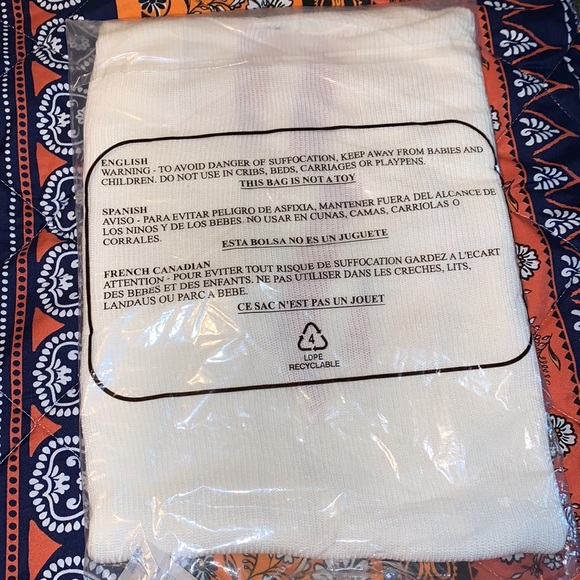 ENGLISH
WARNING - TO AVOID DANGER OF SUFFOCATION, KEEP AWAY FROM BABIES AND
CHILDREN. DO NOT USE IN CRIBS, BEDS, CARRIAGES OR PLAYPENS.
THIS BAG IS NOT A TOY
SPANISH
AVISO - PARA EVITAR PELIGRO DE ASFIXIA, MANTENER FUERA DEL ALCANCE DE
LOS NINOS Y DE LOS BEBES. NO USAR EN CUNAS, CAMAS, CARRIOLAS O
CORRALES.
ESTA BOLSA NO ES UN JUGUETE
FRENCH CANADIAN
ATTENTION - POUR EVITER TOUT RISQUE DE SUFFOCATION GARDEZ A L'ECART
DES BEBES ET DES ENFANTS. NE PAS UTILISER DANS LES CRECHES, LITS,
LANDAUS OU PARC A BEBE.
CE SAC N'EST PAS UN JOUET
4
LDPE
RECYCLABLE